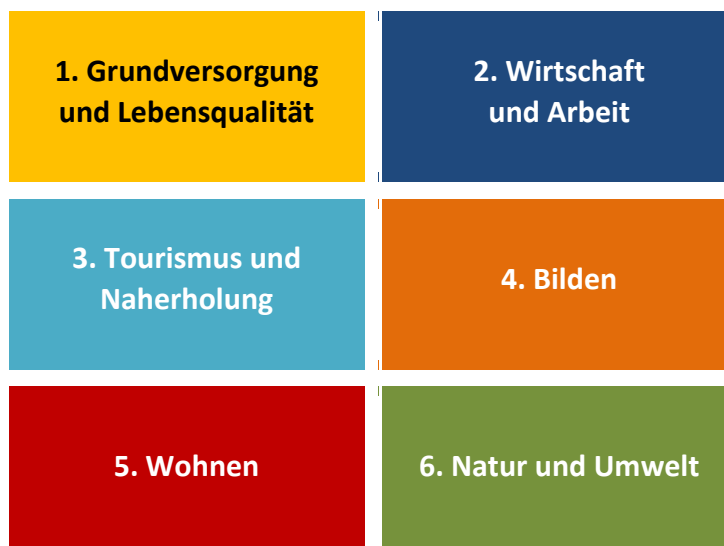 1. Grundversorgung
und Lebensqualität
2. Wirtschaft
und Arbeit
3. Tourismus und
Naherholung
4. Bilden
5. Wohnen
6. Natur und Umwelt